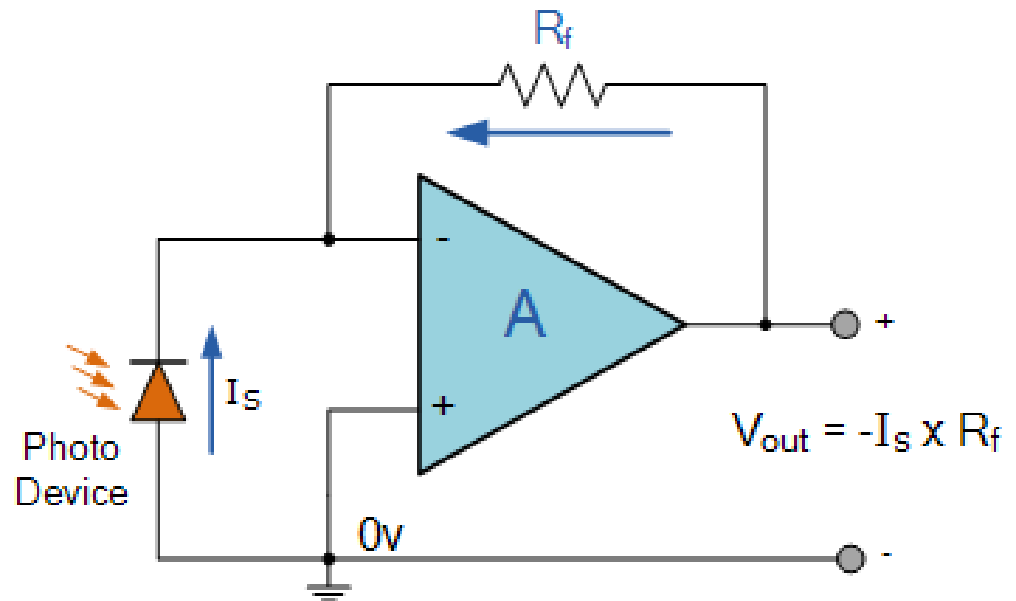 Rf
-
A
+
Is
+
Photo
Device
Vout = -Is x Rf
0v
-